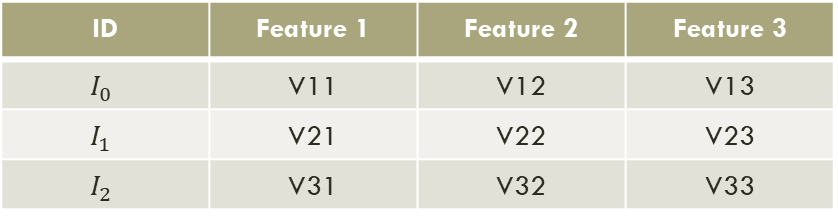 ID Feature 1 Feature 2 Feature 3
I₀ V11 V12 V13
I₁ V21 V22 V23
I₂ V31 V32 V33